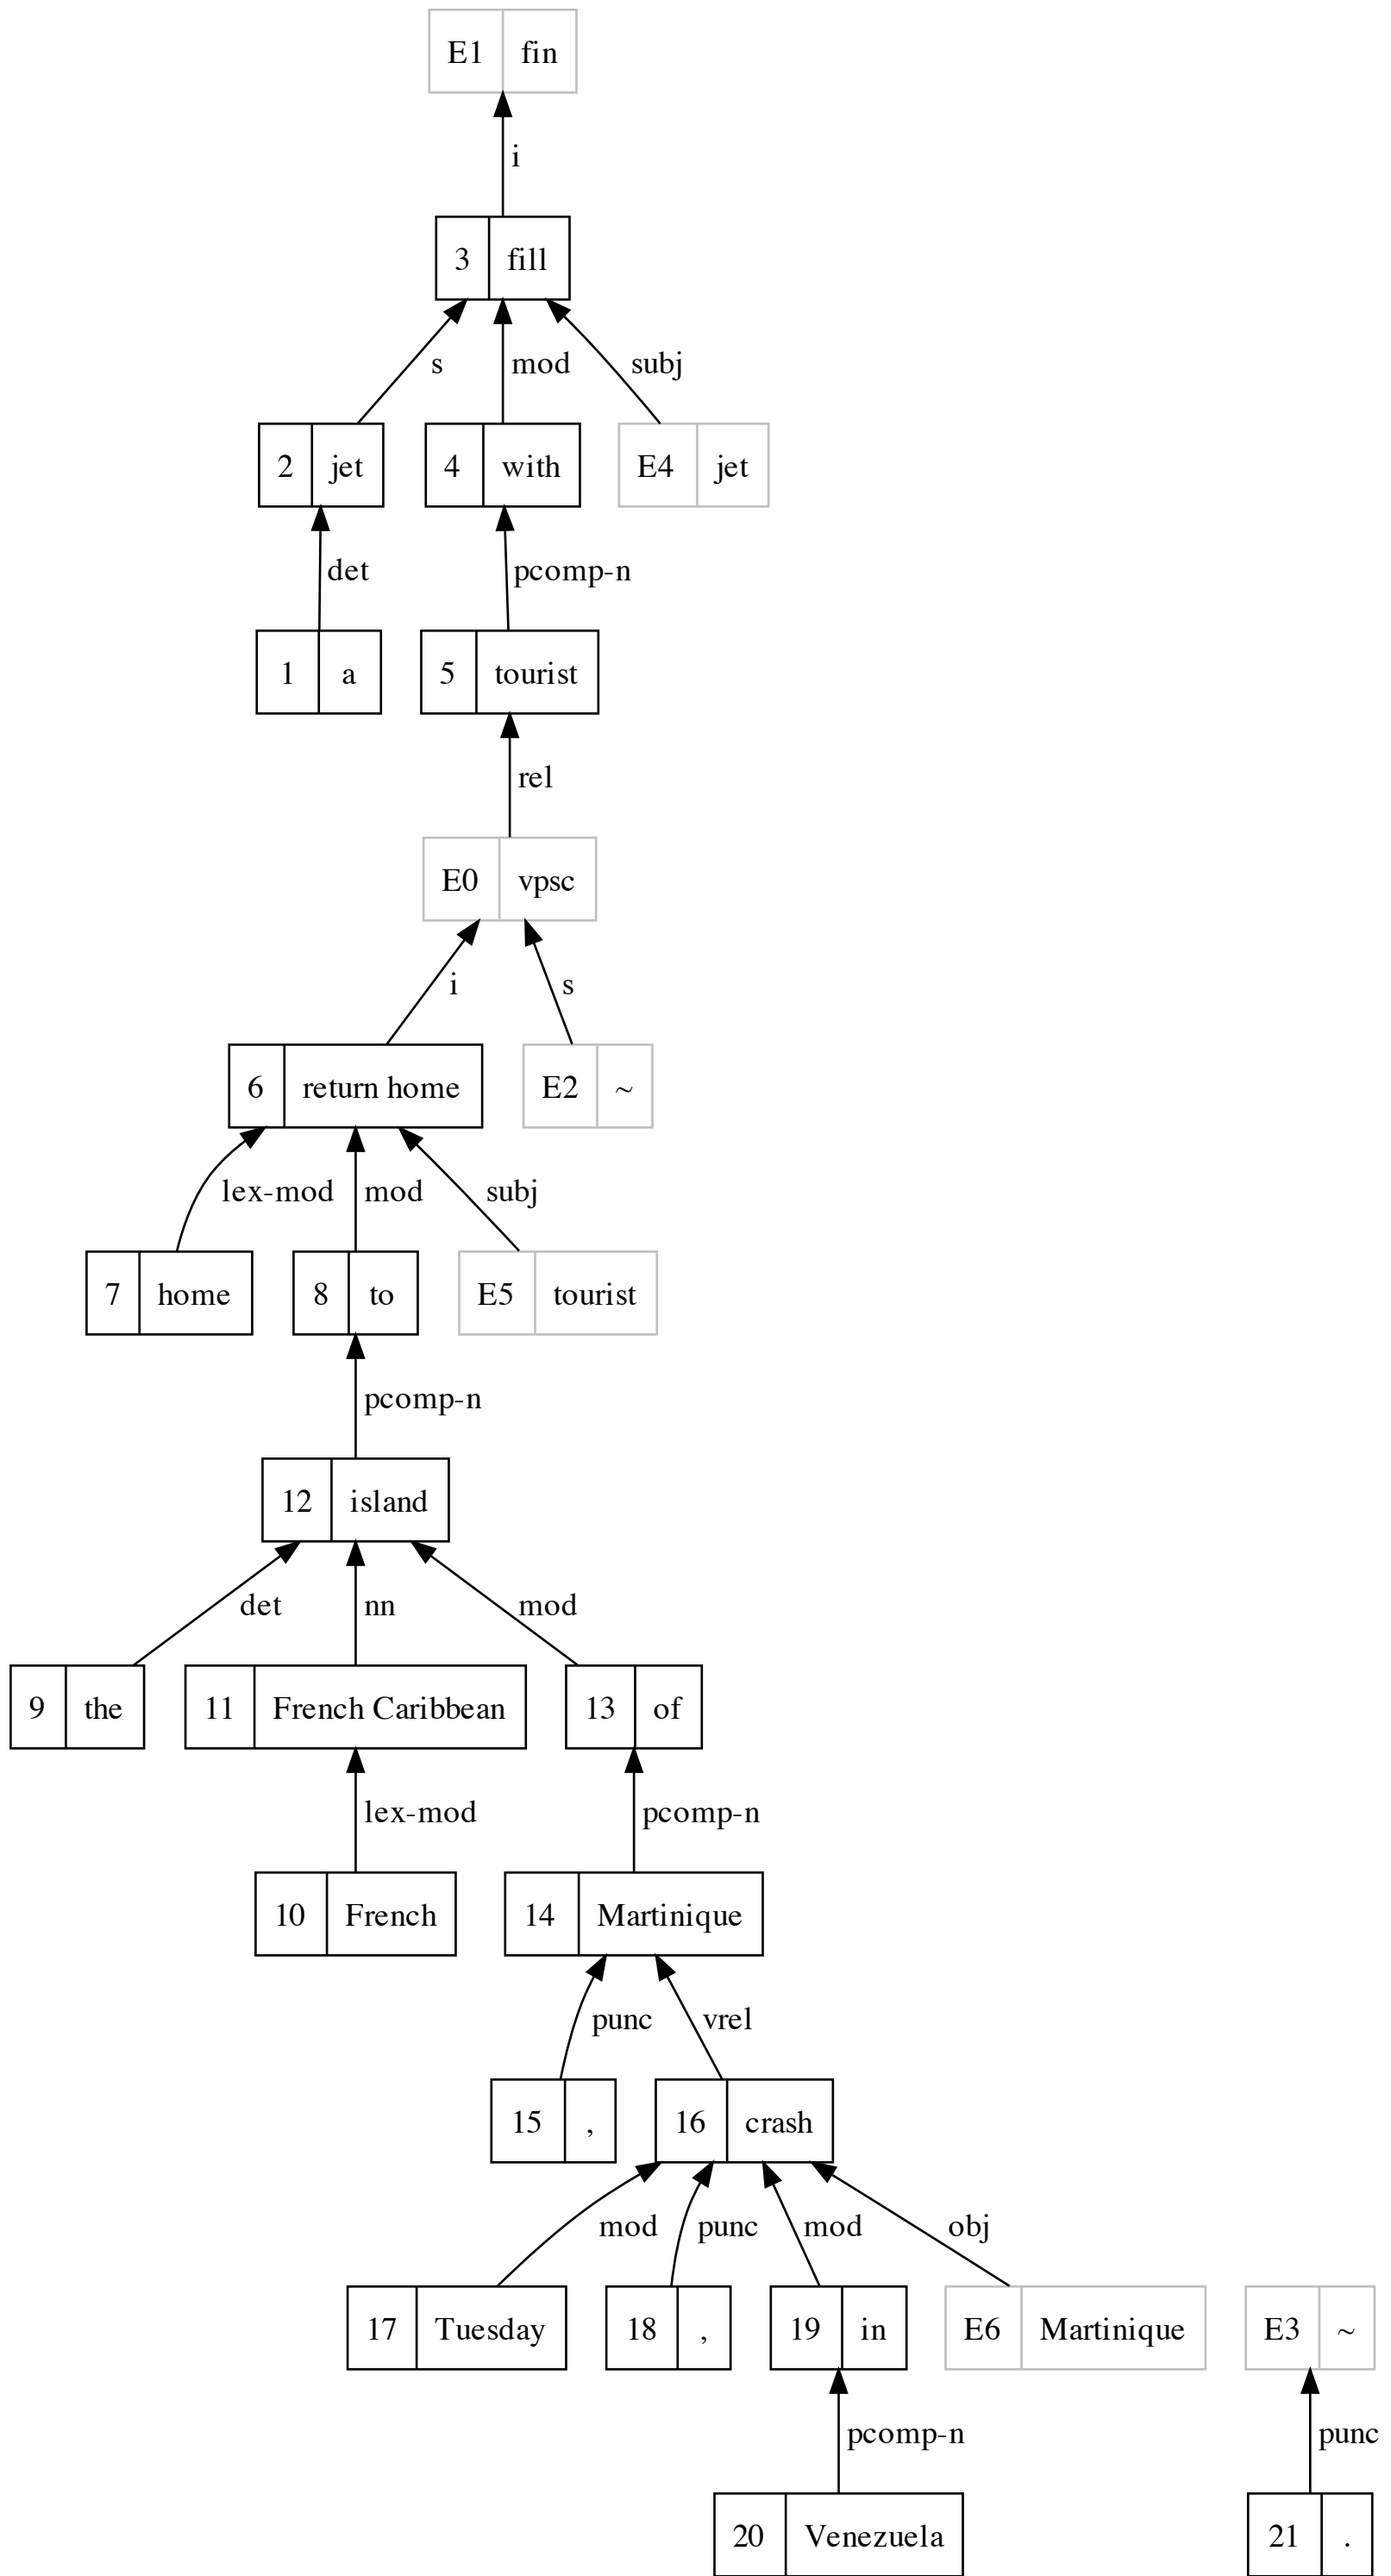 E1 fin
i
3 fill
s mod subj
2 jet 4 with E4 jet
det pcomp-n
1 a 5 tourist
rel
E0 vpsc
i s
6 return home E2 ~
lex-mod mod subj
7 home 8 to E5 tourist
pcomp-n
12 island
det nn mod
9 the 11 French Caribbean 13 of
lex-mod pcomp-n
10 French 14 Martinique
punc vrel
15 , 16 crash
mod punc mod obj
17 Tuesday 18 , 19 in E6 Martinique E3 ~
pcomp-n punc
20 Venezuela 21 .